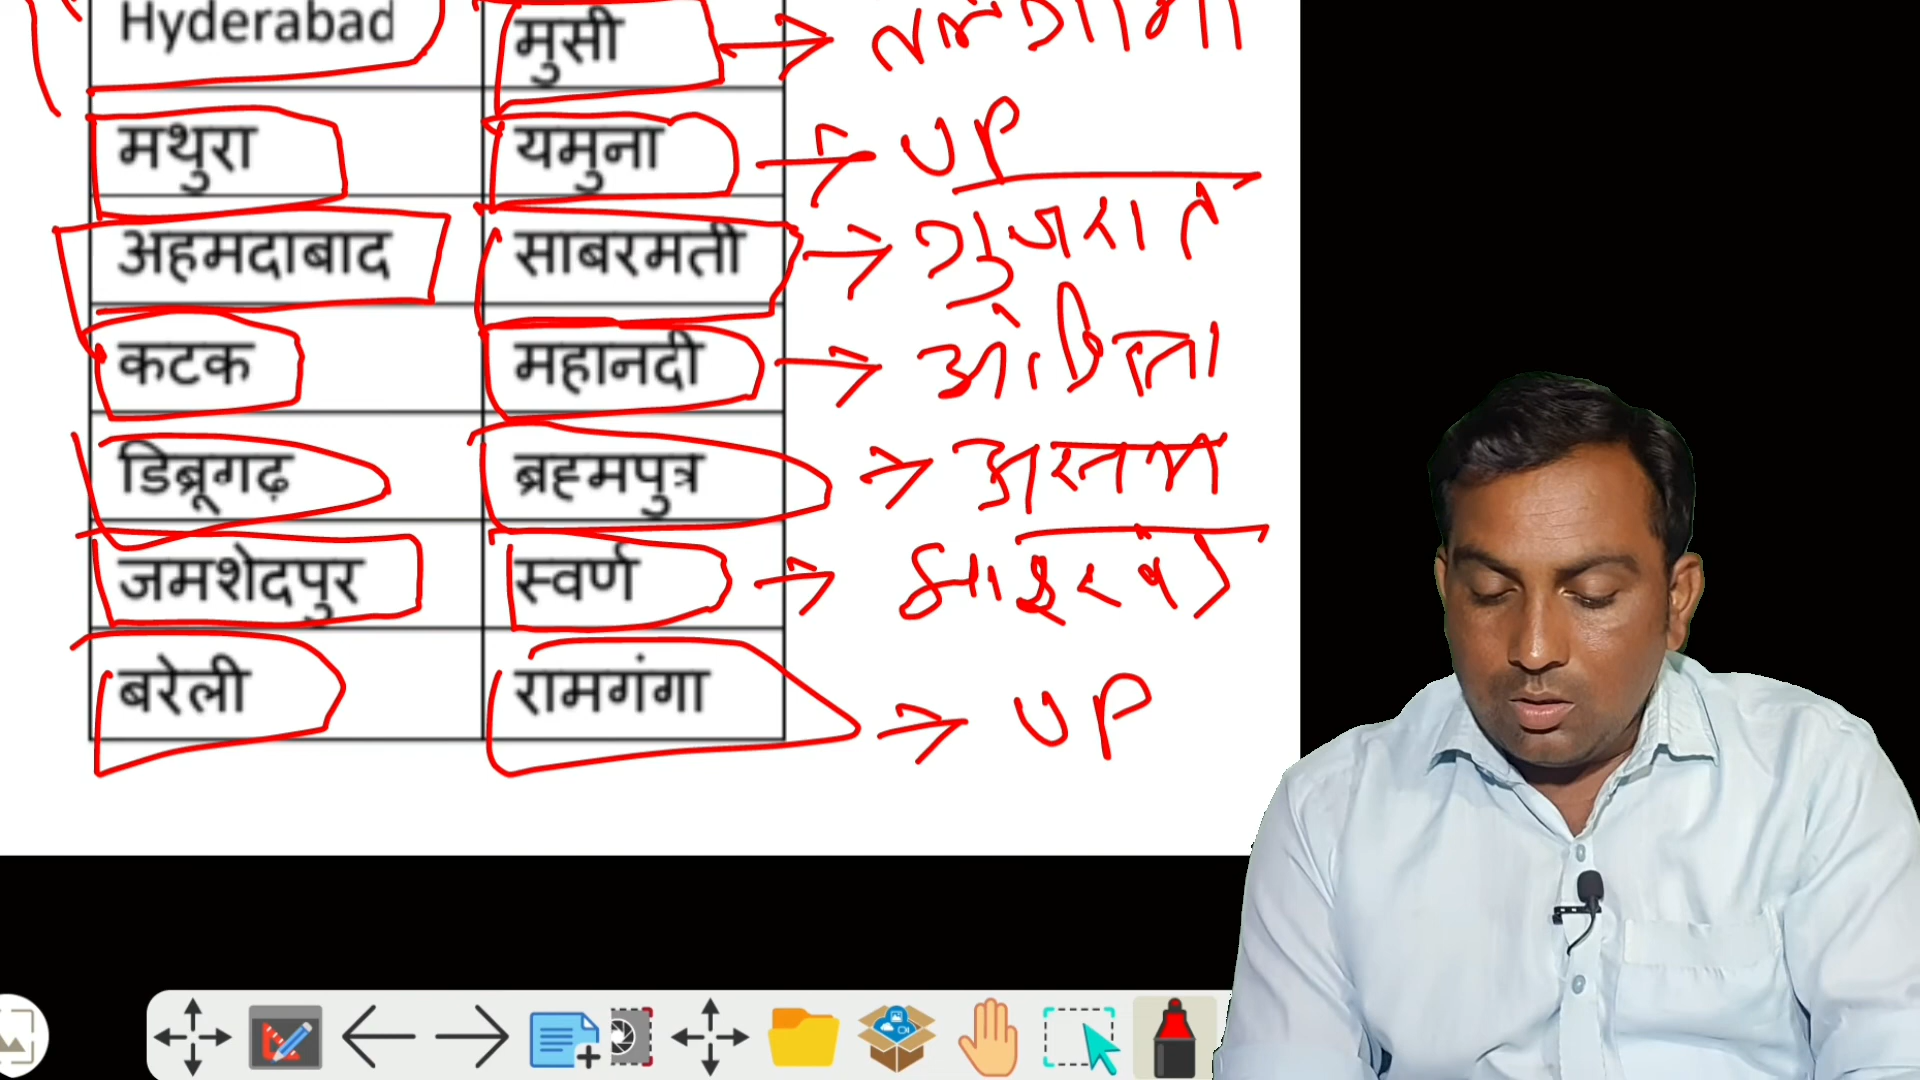 Hyderabad मुसी →
मथुरा यमुना → UP
अहमदाबाद साबरमती → गुजरात
कटक महानदी → ओडिसा
डिब्रूगढ़ ब्रह्मपुत्र → असम
जमशेदपुर स्वर्ण → झारखंड
बरेली रामगंगा → UP